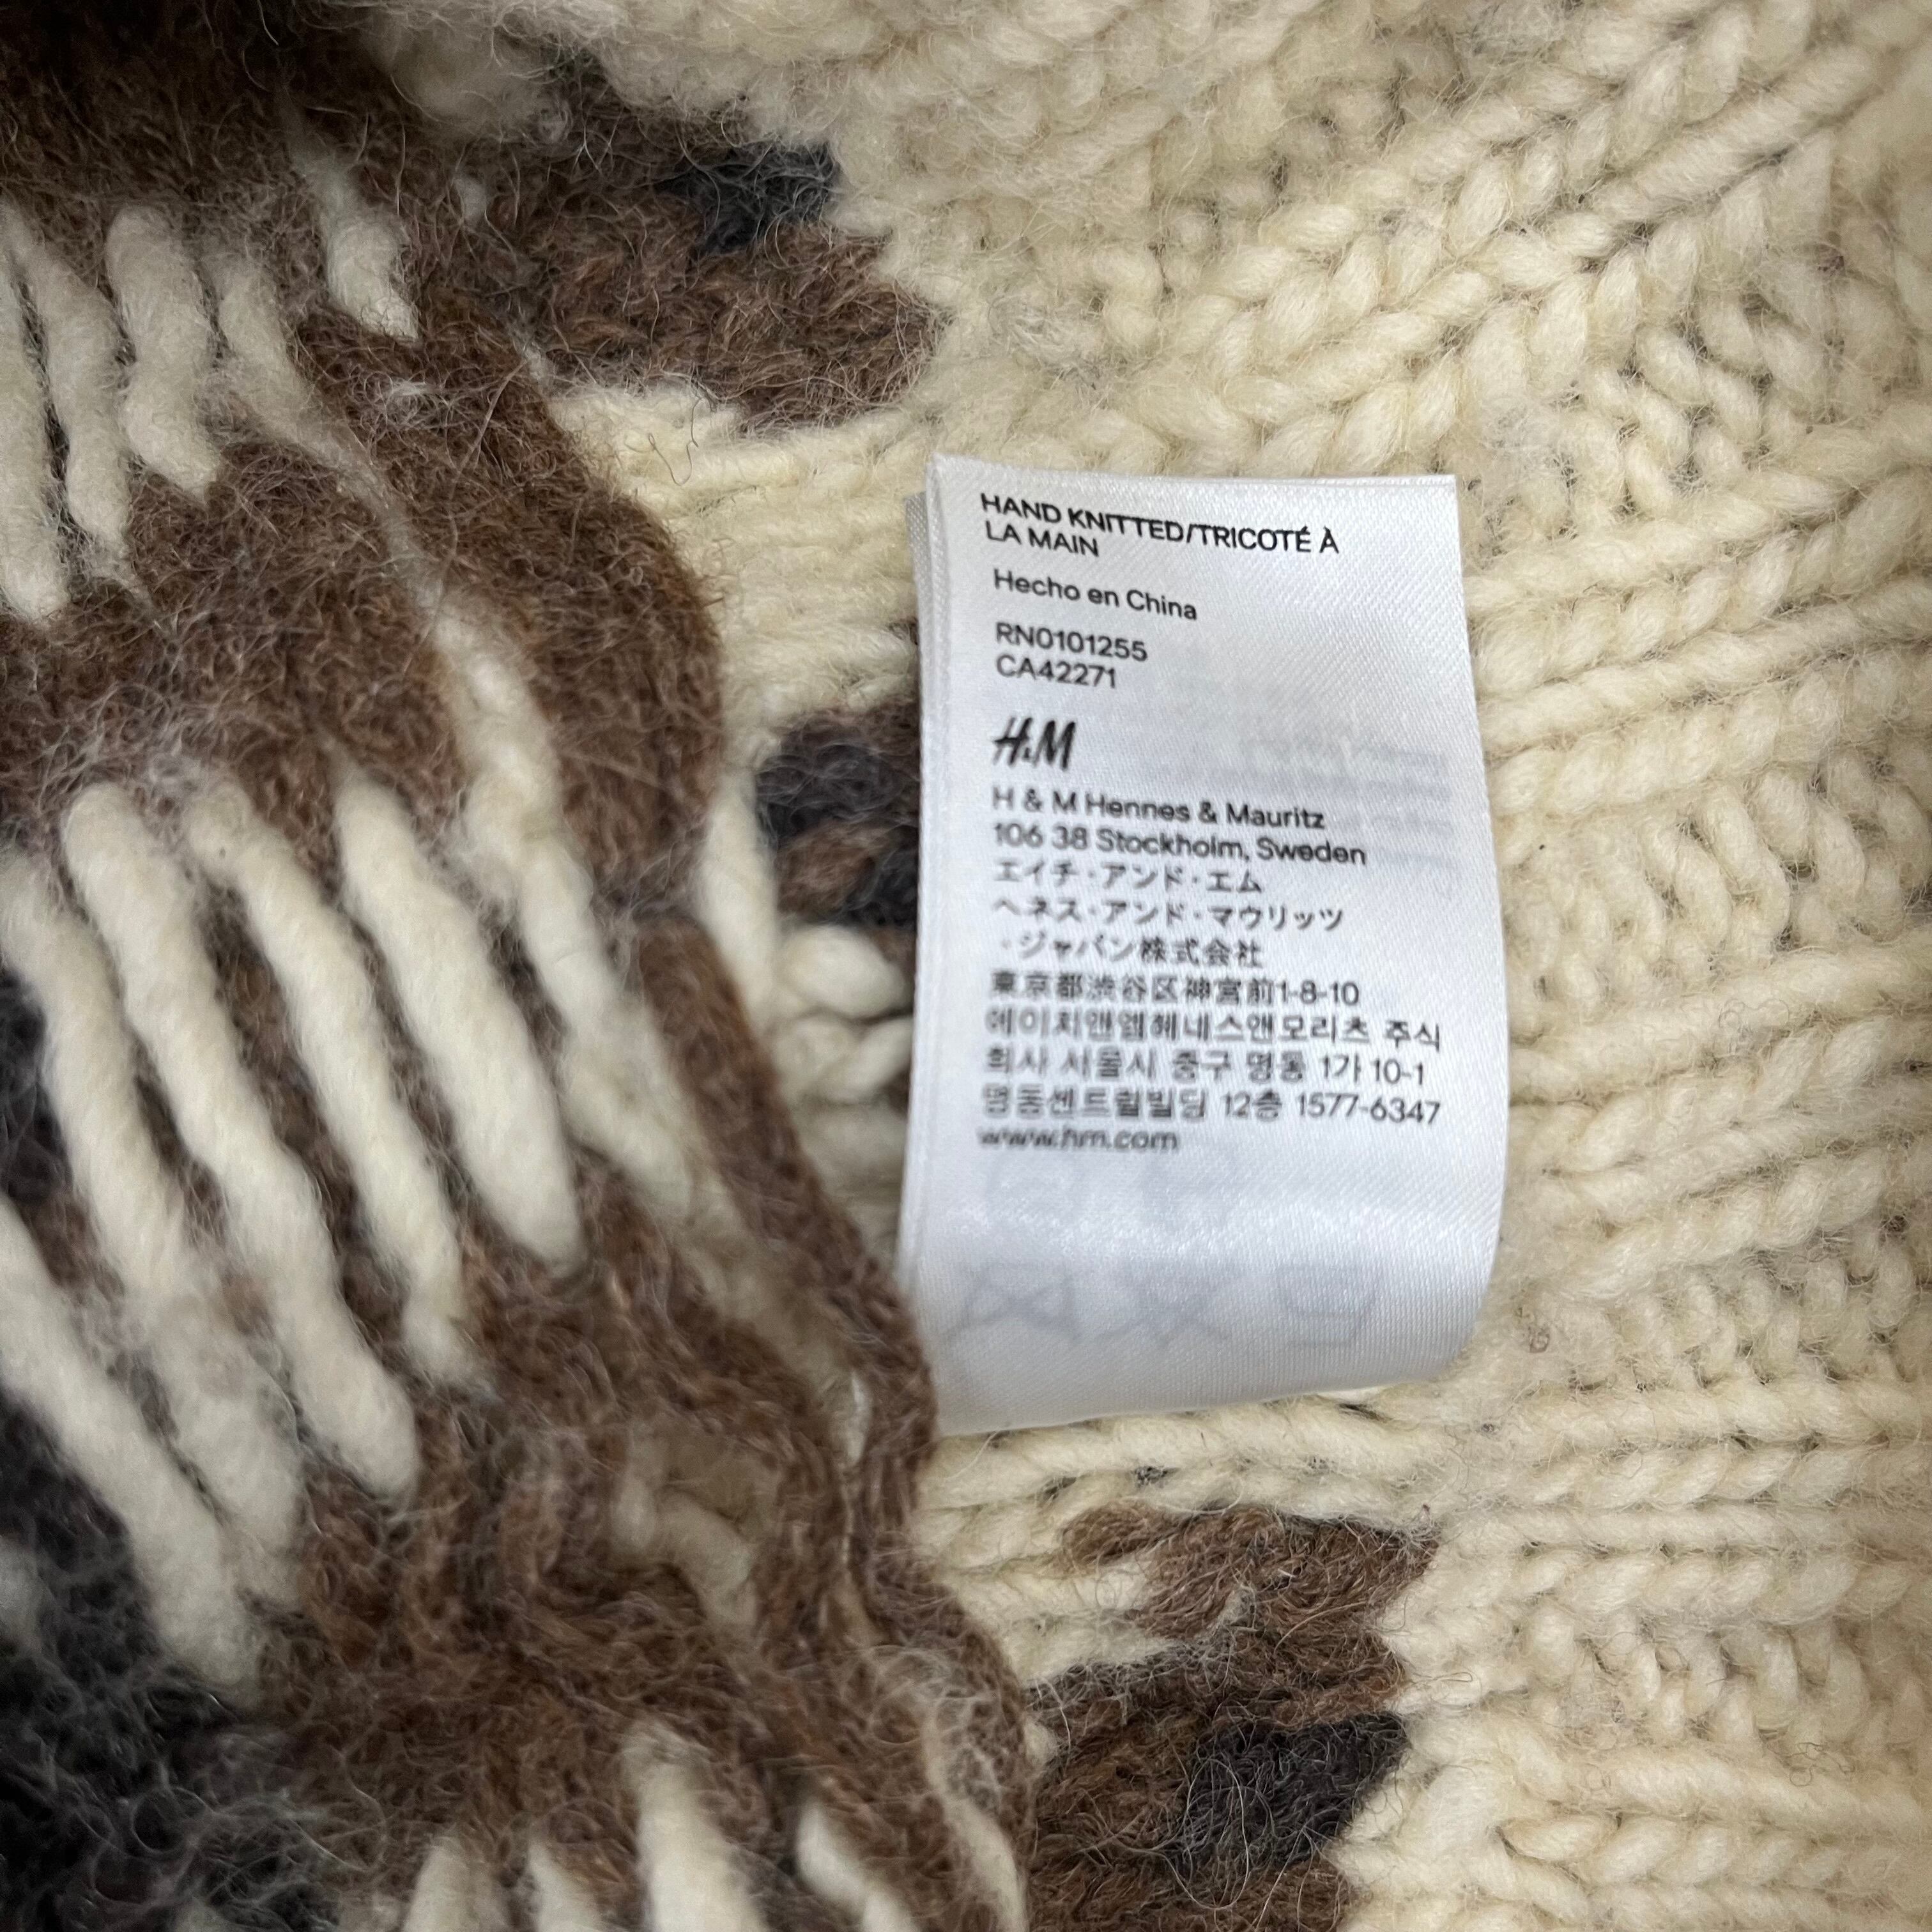 HAND KNITTED/TRICOTÉ À
LA MAIN
Hecho en China
RN0101255
CA42271
H&M
H & M Hennes & Mauritz
106 38 Stockholm, Sweden
エイチ・アンド・エム
ヘネス・アンド・マウリッツ
・ジャパン株式会社
東京都渋谷区神宮前1-8-10
에이치앤엠헤네스앤모리츠 주식
회사 서울시 중구 명동 1가 10-1
명동센트럴빌딩 12층 1577-6347
www.hm.com